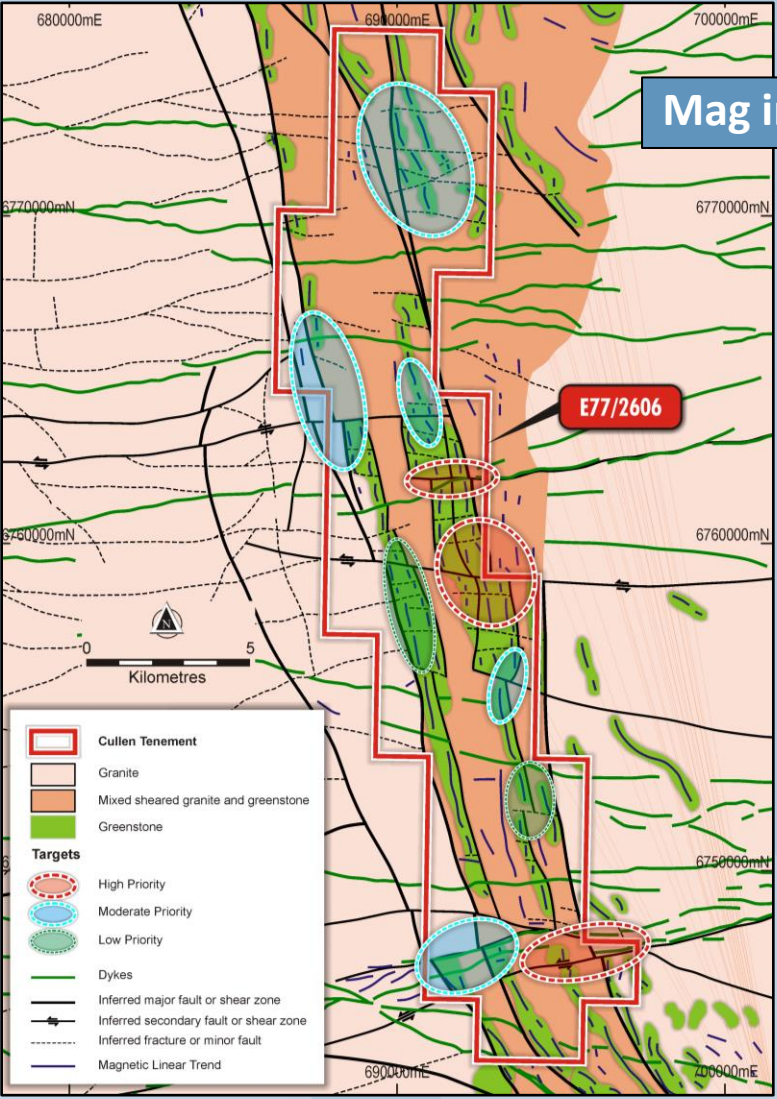 680000mE
690000mE
700000mE
Mag
6770000mN
6770000mN
E77/2606
6760000mN
6760000mN
N
0
5
Kilometres
Cullen Tenement
Granite
Mixed sheared granite and greenstone
Greenstone
Targets
High Priority
Moderate Priority
Low Priority
Dykes
Inferred major fault or shear zone
Inferred secondary fault or shear zone
Inferred fracture or minor fault
Magnetic Linear Trend
6750000mN
690000mE
700000mE